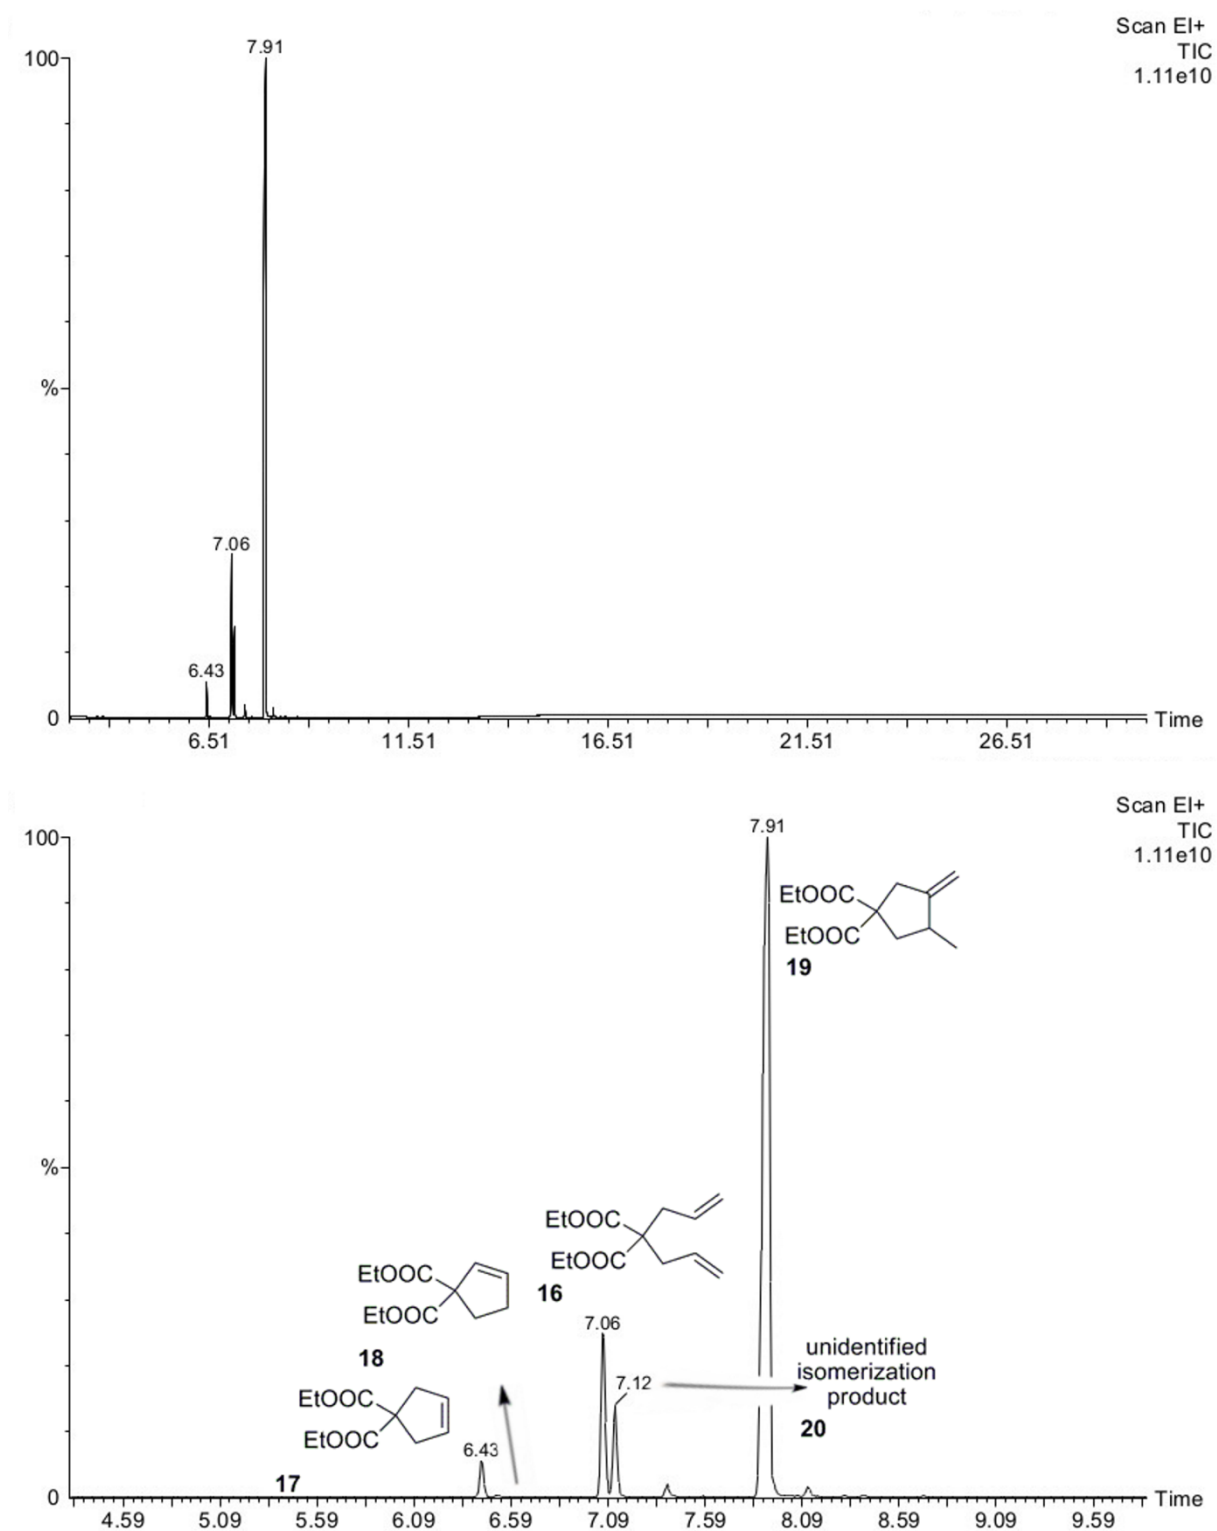 Scan EI+
TIC
1.11e10
100
7.91
%
7.06
6.43
0
6.51
11.51
16.51
21.51
26.51
Time
Scan EI+
TIC
1.11e10
100
7.91
EtOOC
EtOOC
19
%
EtOOC
EtOOC
16
EtOOC
EtOOC
18
7.06
7.12
unidentified
isomerization
product
20
EtOOC
EtOOC
17
6.43
0
4.59
5.09
5.59
6.09
6.59
7.09
7.59
8.09
8.59
9.09
9.59
Time